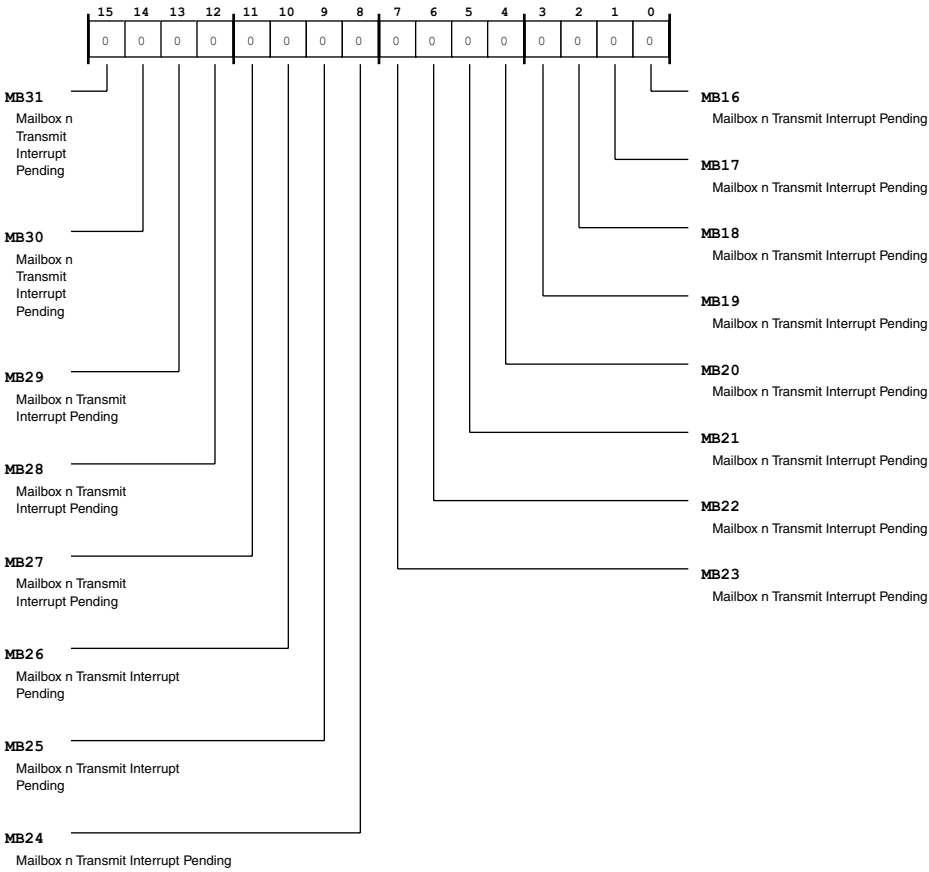 15 14 13 12 11 10 9 8 7 6 5 4 3 2 1 0
0 0 0 0 0 0 0 0 0 0 0 0 0 0 0 0
MB31
Mailbox n
Transmit
Interrupt
Pending
MB30
Mailbox n
Transmit
Interrupt
Pending
MB29
Mailbox n Transmit
Interrupt Pending
MB28
Mailbox n Transmit
Interrupt Pending
MB27
Mailbox n Transmit
Interrupt Pending
MB26
Mailbox n Transmit Interrupt
Pending
MB25
Mailbox n Transmit Interrupt
Pending
MB24
Mailbox n Transmit Interrupt Pending
MB16
Mailbox n Transmit Interrupt Pending
MB17
Mailbox n Transmit Interrupt Pending
MB18
Mailbox n Transmit Interrupt Pending
MB19
Mailbox n Transmit Interrupt Pending
MB20
Mailbox n Transmit Interrupt Pending
MB21
Mailbox n Transmit Interrupt Pending
MB22
Mailbox n Transmit Interrupt Pending
MB23
Mailbox n Transmit Interrupt Pending